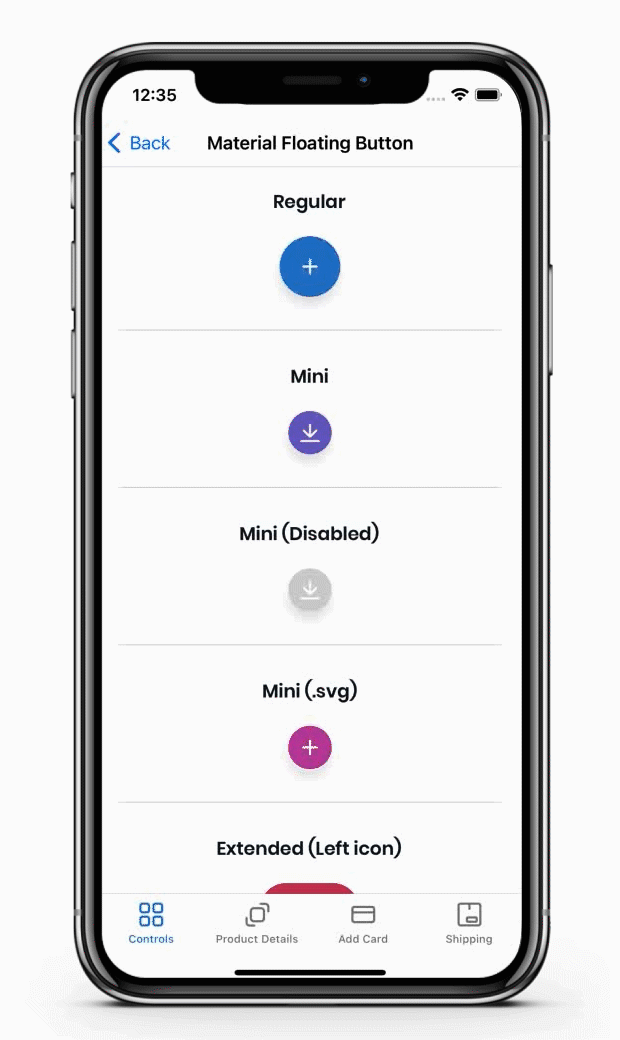 12:35
Back
Material Floating Button
Regular
Mini
Mini (Disabled)
Mini (.svg)
Extended (Left icon)
Controls
Product Details
Add Card
Shipping